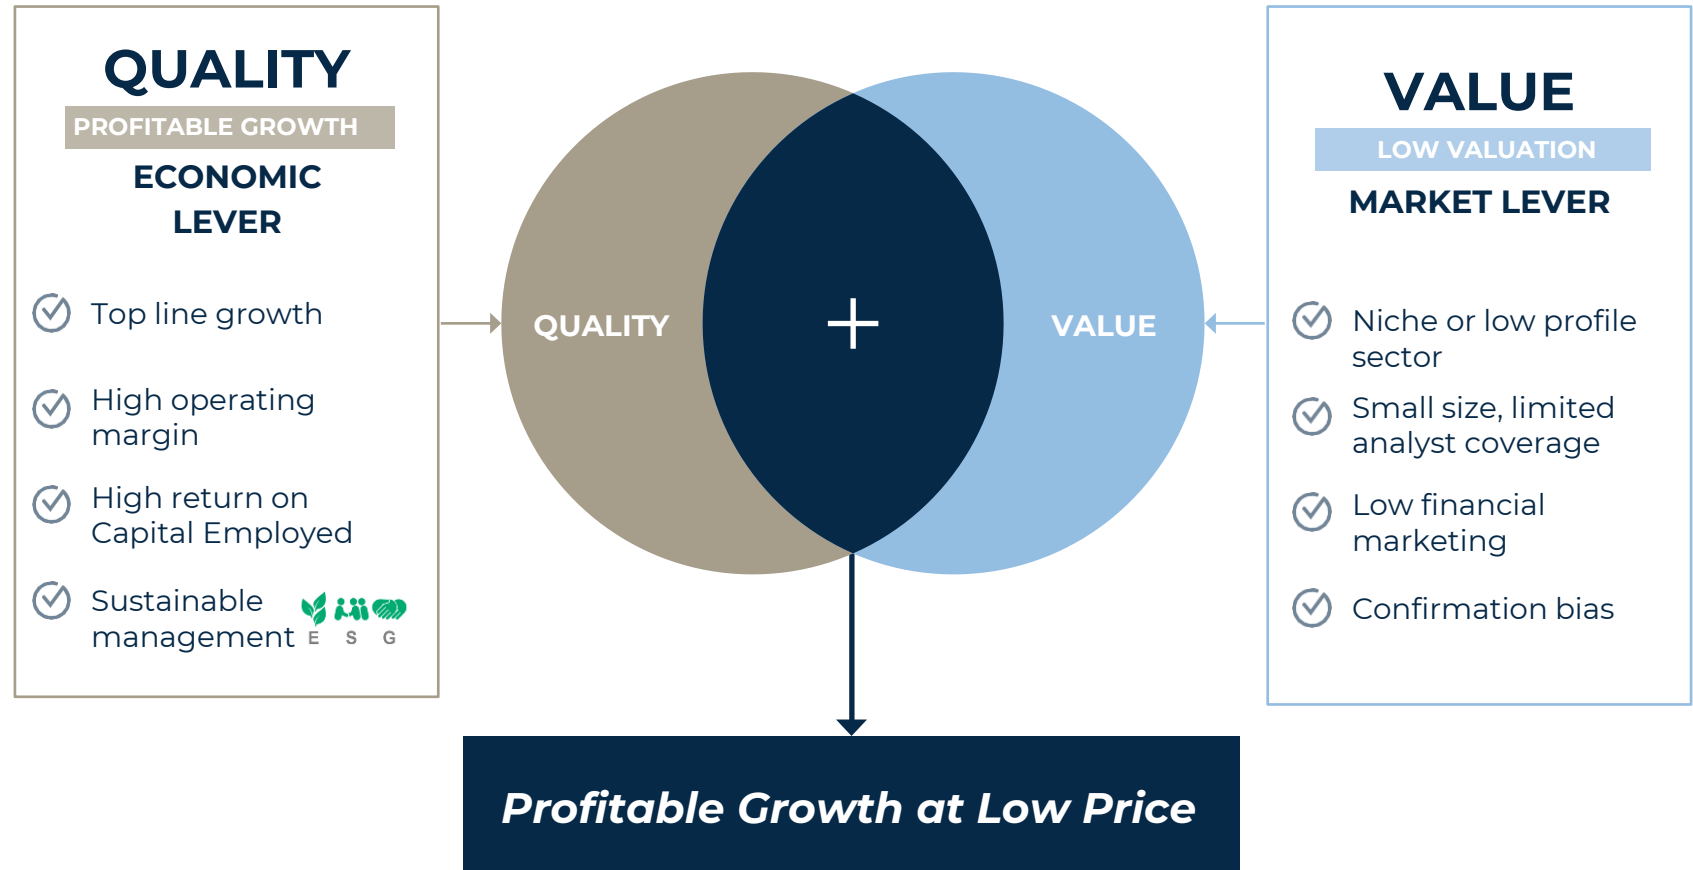 QUALITY
PROFITABLE GROWTH
ECONOMIC
LEVER
Top line growth
High operating
margin
High return on
Capital Employed
Sustainable
management
E S G
QUALITY
+
VALUE
VALUE
LOW VALUATION
MARKET LEVER
Niche or low profile
sector
Small size, limited
analyst coverage
Low financial
marketing
Confirmation bias
Profitable Growth at Low Price